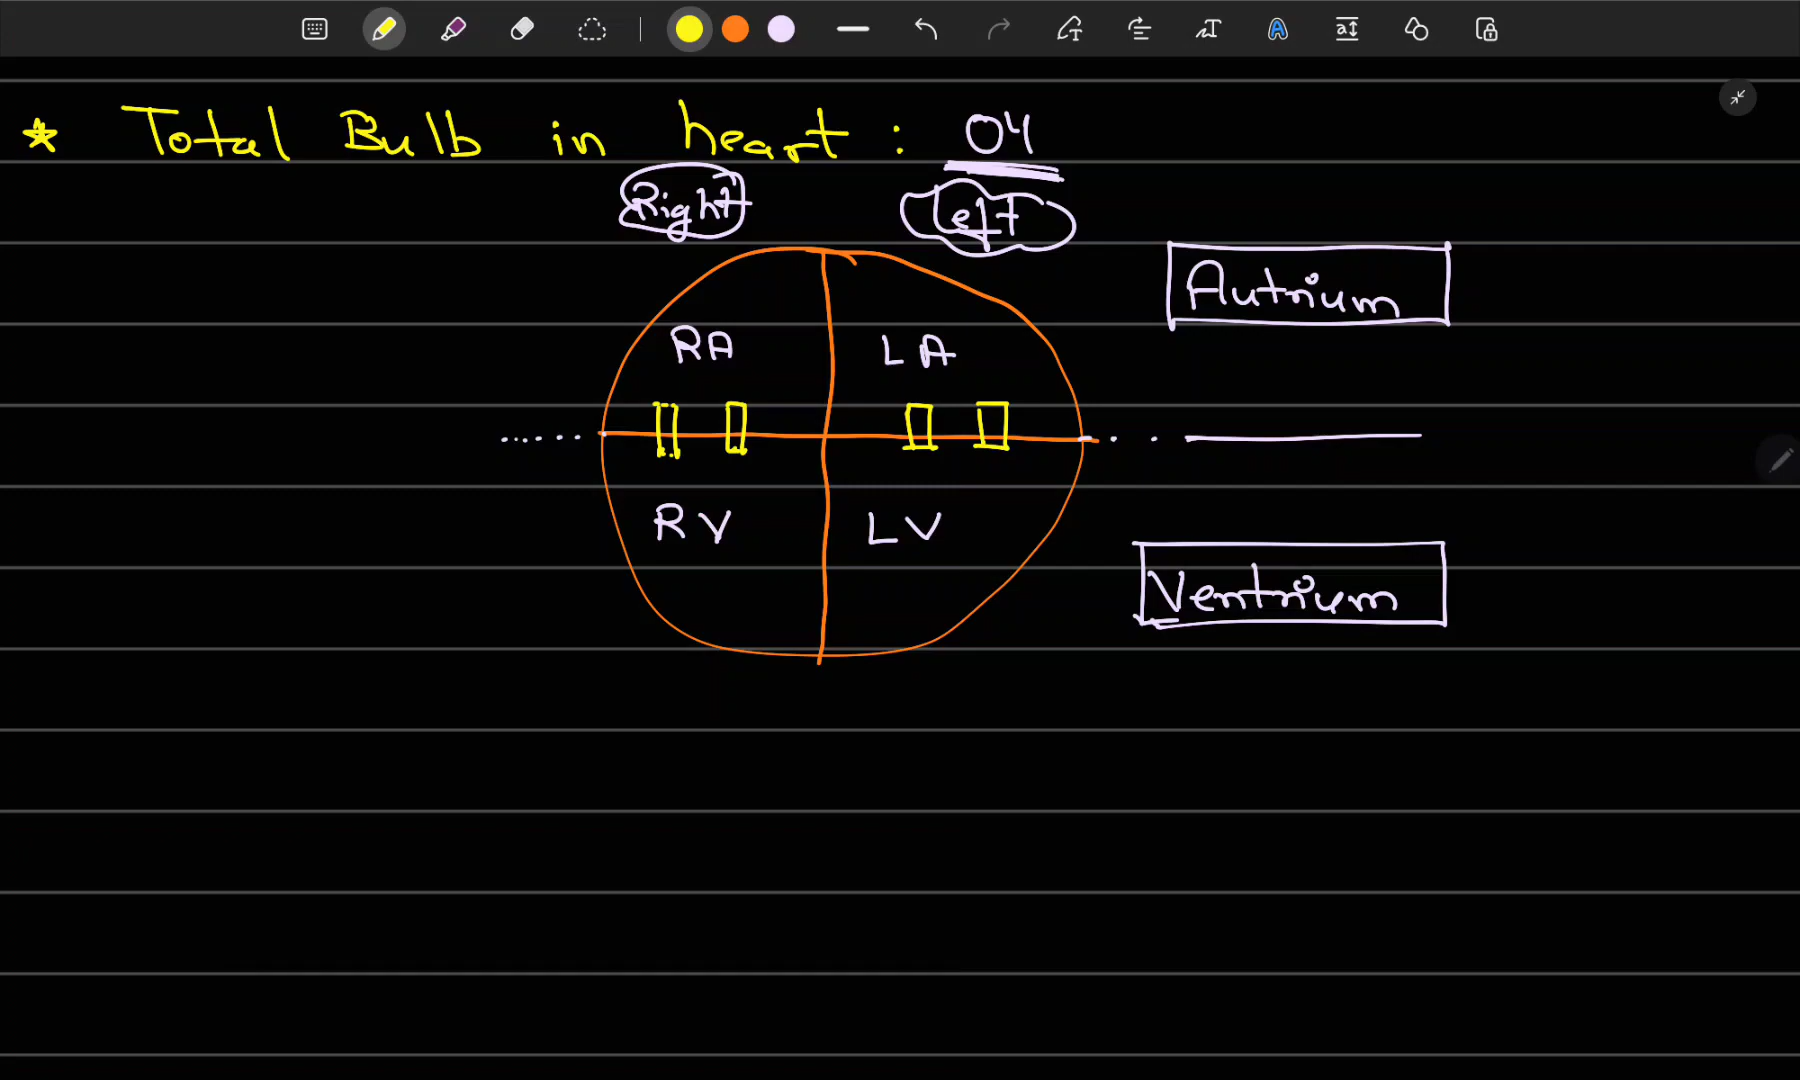 * Total Bulb in heart : 04
Right Left
Autrium
RA LA
RV LV
Ventrium